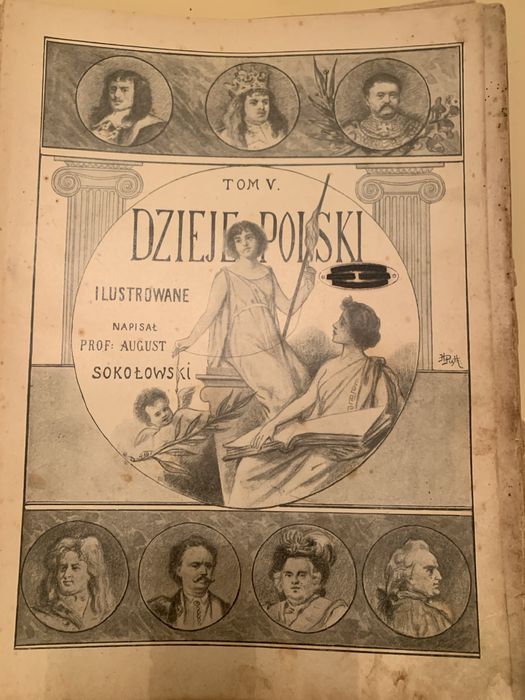 TOM V.
DZIEJE POLSKI
ILUSTROWANE
NAPISAŁ
PROF: AUGUST
SOKOŁOWSKI